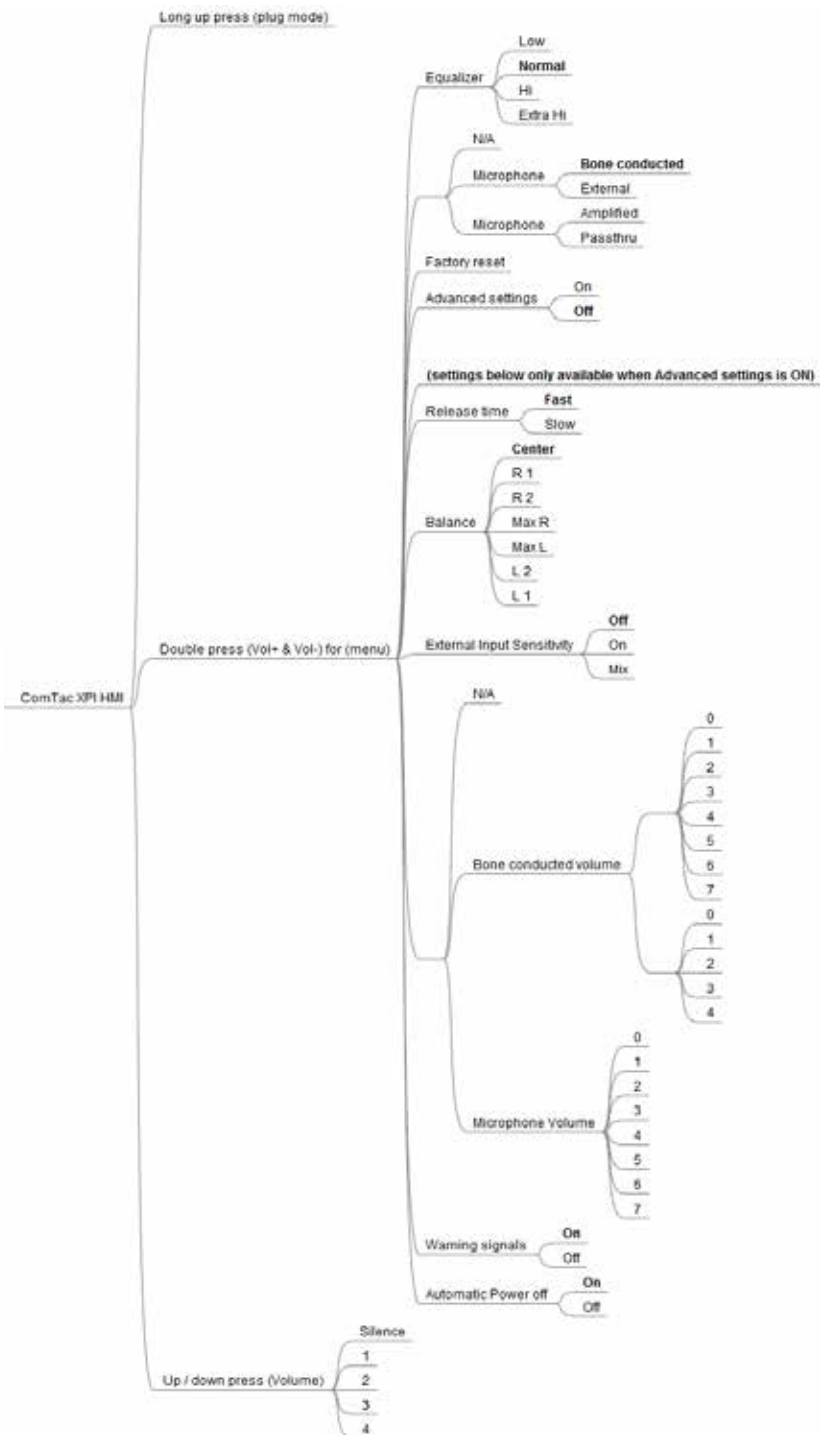 Long up press (plug mode)
Low
Equalizer
Normal
Hi
Extra Hi
N/A
Microphone
Bone conducted
External
Microphone
Amplified
Passthru
Factory reset
Advanced settings
On
Off
(settings below only available when Advanced settings is ON)
Release time
Fast
Slow
Center
R 1
R 2
Balance
Max R
Max L
L 2
L 1
Double press (Vol+ & Vol-) for (menu)
External Input Sensitivity
Off
On
Mix
ComTac XPI HMI
N/A
0
1
2
3
4
5
6
7
Bone conducted volume
0
1
2
3
4
0
1
2
3
Microphone Volume
4
5
6
7
Warning signals
On
Off
Automatic Power off
On
Off
Silence
1
Up / down press (Volume)
2
3
4